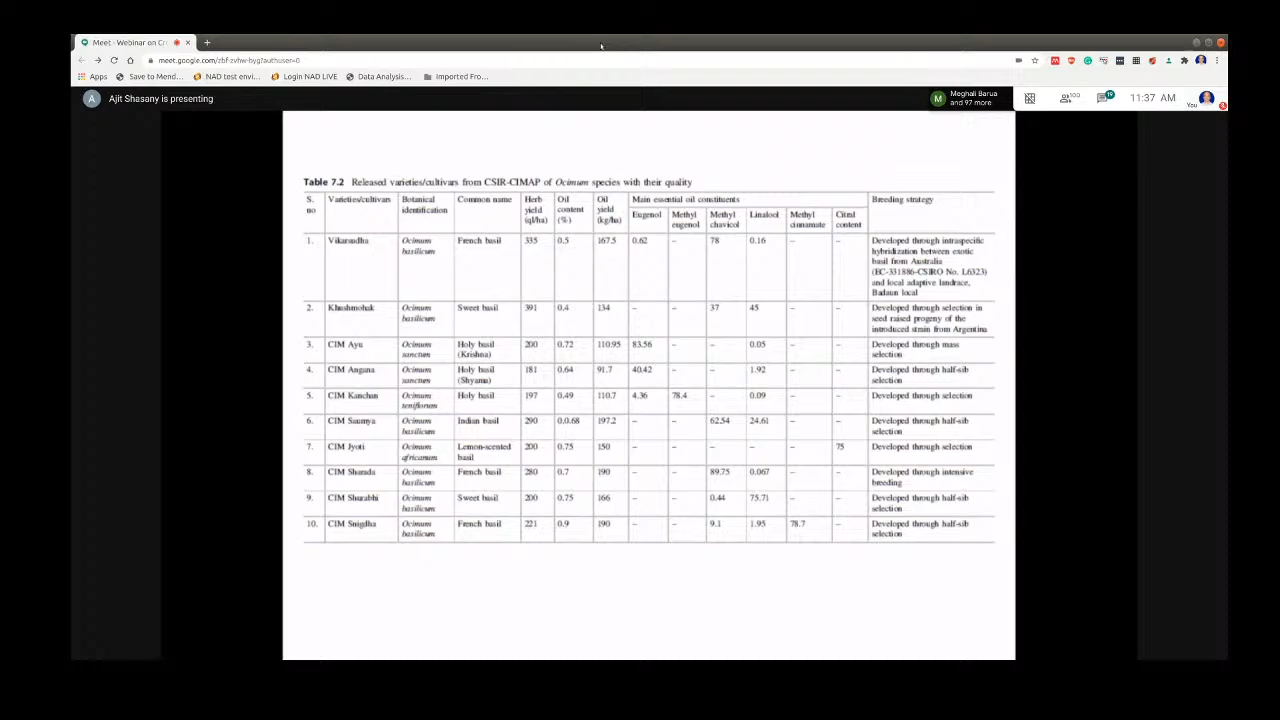 Meet - Webinar on Cr
meet.google.com/zbf-zvhw-byg?authuser=0
Apps Save to Mend... NAD test envi... Login NAD LIVE Data Analysis... Imported Fro...
A Ajit Shasany is presenting
M Meghali Barua
and 97 more
100 19 11:37 AM You
Table 7.2 Released varieties/cultivars from CSIR-CIMAP of Ocimum species with their quality
S. no Varieties/cultivars Botanical identification Common name Herb yield (ql/ha) Oil content (%) Oil yield (kg/ha) Main essential oil constituents Breeding strategy
Eugenol Methyl eugenol Methyl chavicol Linalool Methyl cinnamate Citral content
1. Vikarsudha Ocimum basilicum French basil 335 0.5 167.5 0.62 – 78 0.16 – – Developed through intraspecific
hybridization between exotic
basil from Australia
(EC-331886-CSIRO No. L6323)
and local adaptive landrace,
Badaun local
2. Khushmohak Ocimum basilicum Sweet basil 391 0.4 134 – – 37 45 – – Developed through selection in
seed raised progeny of the
introduced strain from Argentina
3. CIM Ayu Ocimum sanctum Holy basil (Krishna) 200 0.72 110.95 83.56 – – 0.05 – – Developed through mass
selection
4. CIM Angana Ocimum sanctum Holy basil (Shyama) 181 0.64 91.7 40.42 – – 1.92 – – Developed through half-sib
selection
5. CIM Kanchan Ocimum teniflorum Holy basil 197 0.49 110.7 4.36 78.4 – 0.09 – – Developed through selection
6. CIM Saumya Ocimum basilicum Indian basil 290 0.0.68 197.2 – – 62.54 24.61 – – Developed through half-sib
selection
7. CIM Jyoti Ocimum africanum Lemon-scented basil 200 0.75 150 – – – – – 75 Developed through selection
8. CIM Sharada Ocimum basilicum French basil 280 0.7 190 – – 89.75 0.067 – – Developed through intensive
breeding
9. CIM Shurabhi Ocimum basilicum Sweet basil 200 0.75 166 – – 0.44 75.71 – – Developed through half-sib
selection
10. CIM Snigdha Ocimum basilicum French basil 221 0.9 190 – – 9.1 1.95 78.7 – Developed through half-sib
selection